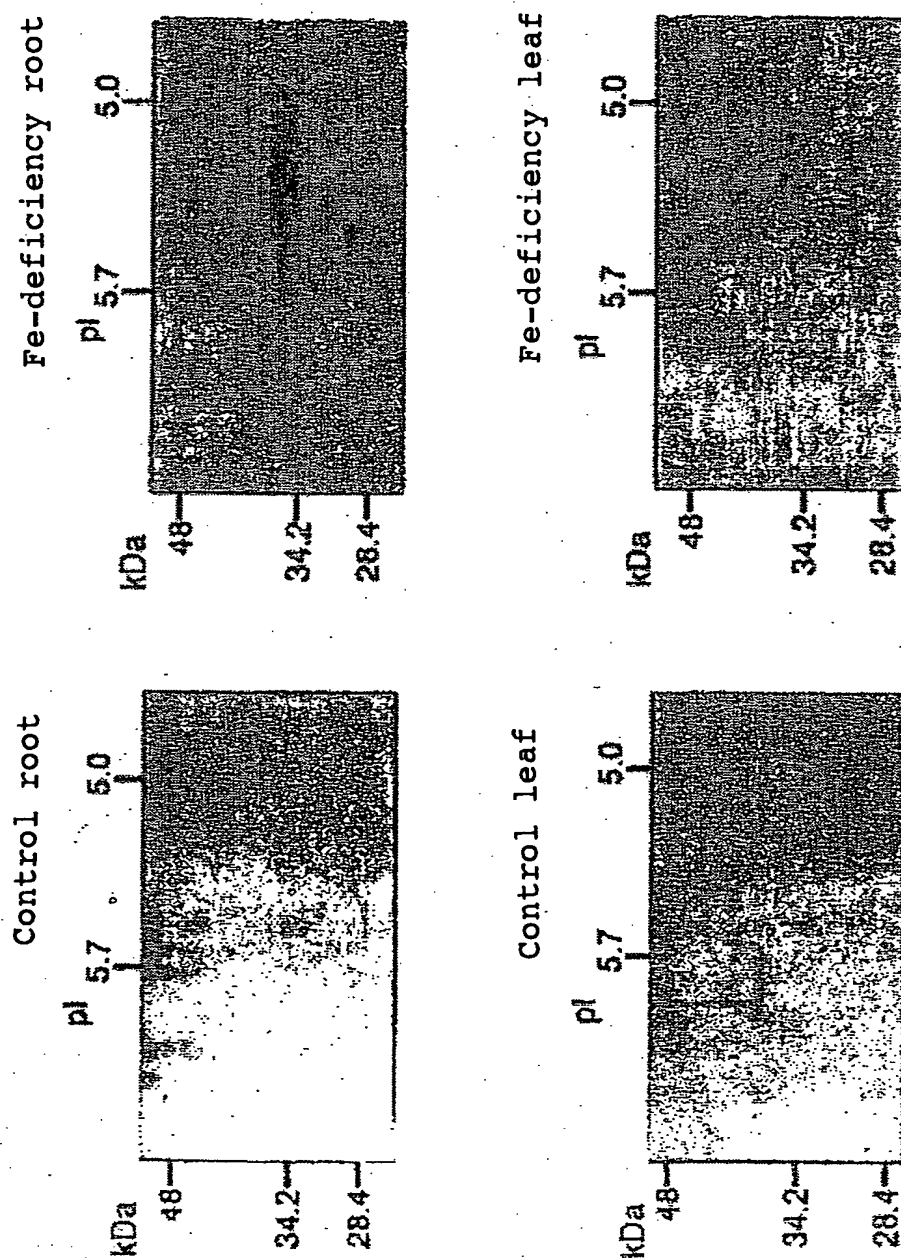 Control root
pI 5.7 5.0
kDa
48
34.2
28.4
Fe-deficiency root
pI 5.7 5.0
kDa
48
34.2
28.4
Control leaf
pI 5.7 5.0
kDa
48
34.2
28.4
Fe-deficiency leaf
pI 5.7 5.0
kDa
48
34.2
28.4